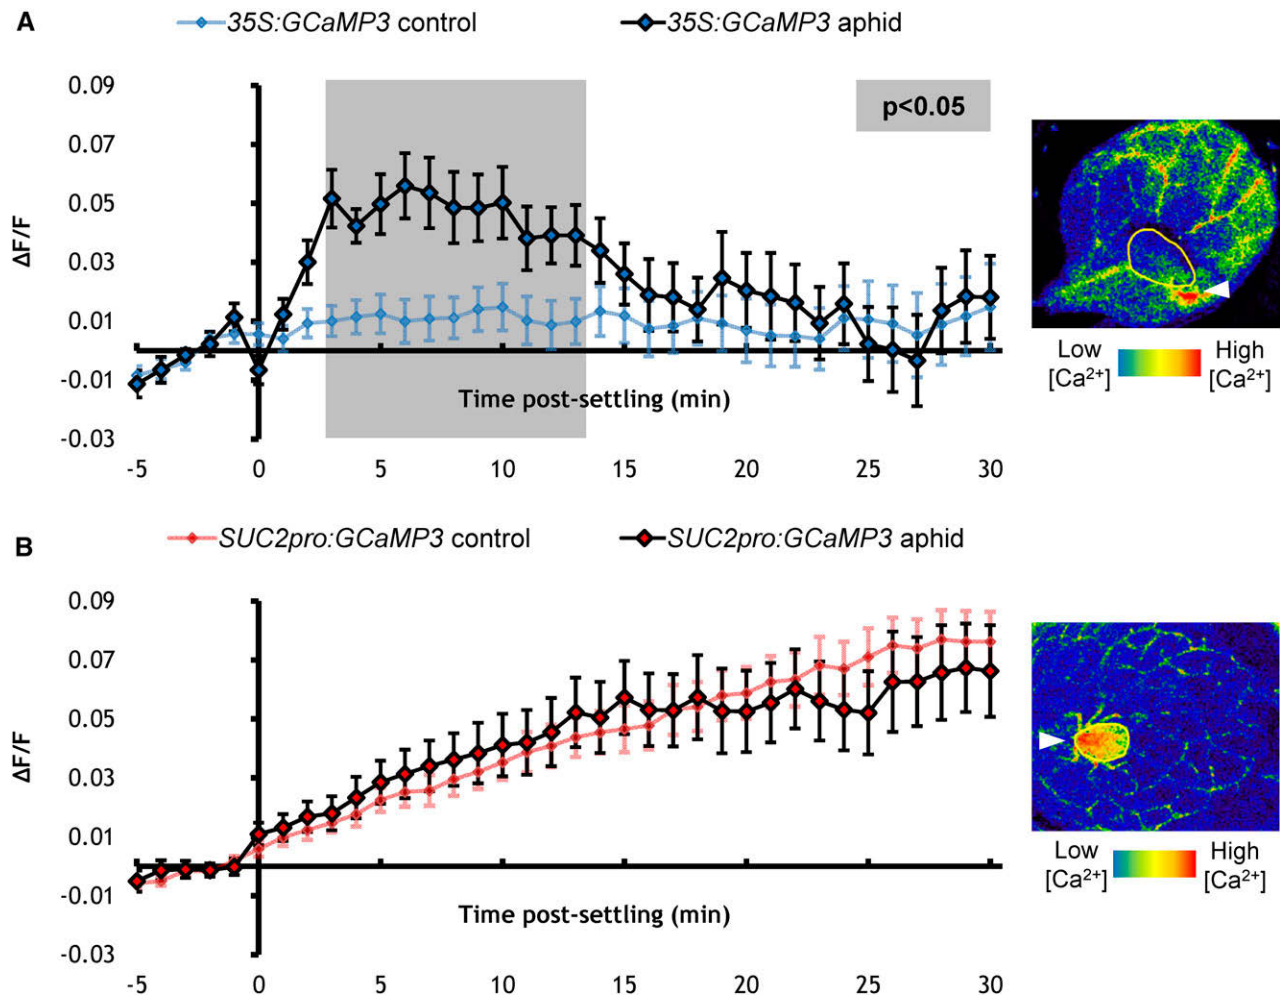 A
35S:GCaMP3 control
35S:GCaMP3 aphid
0.09
0.07
0.05
0.03
0.01
-0.01
-0.03
ΔF/F
p<0.05
Time post-settling (min)
-5 0 5 10 15 20 25 30
Low [Ca²⁺]
High [Ca²⁺]
B
SUC2pro:GCaMP3 control
SUC2pro:GCaMP3 aphid
0.09
0.07
0.05
0.03
0.01
-0.01
-0.03
ΔF/F
Time post-settling (min)
-5 0 5 10 15 20 25 30
Low [Ca²⁺]
High [Ca²⁺]